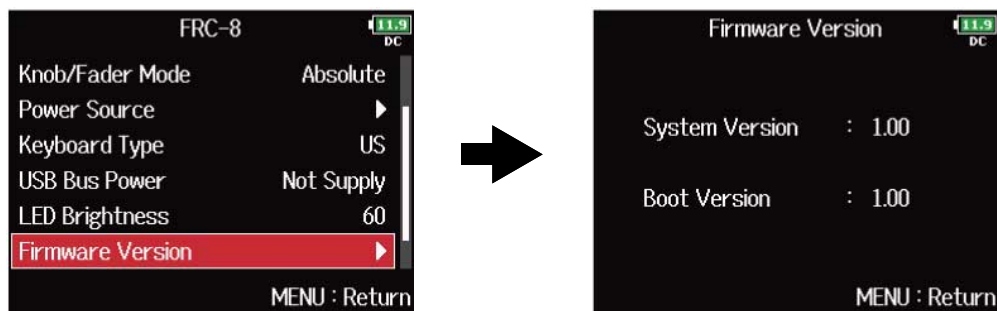 FRC-8
11.9
DC
Knob/Fader Mode Absolute
Power Source
Keyboard Type US
USB Bus Power Not Supply
LED Brightness 60
Firmware Version
MENU : Return
Firmware Version
11.9
DC
System Version : 1.00
Boot Version : 1.00
MENU : Return